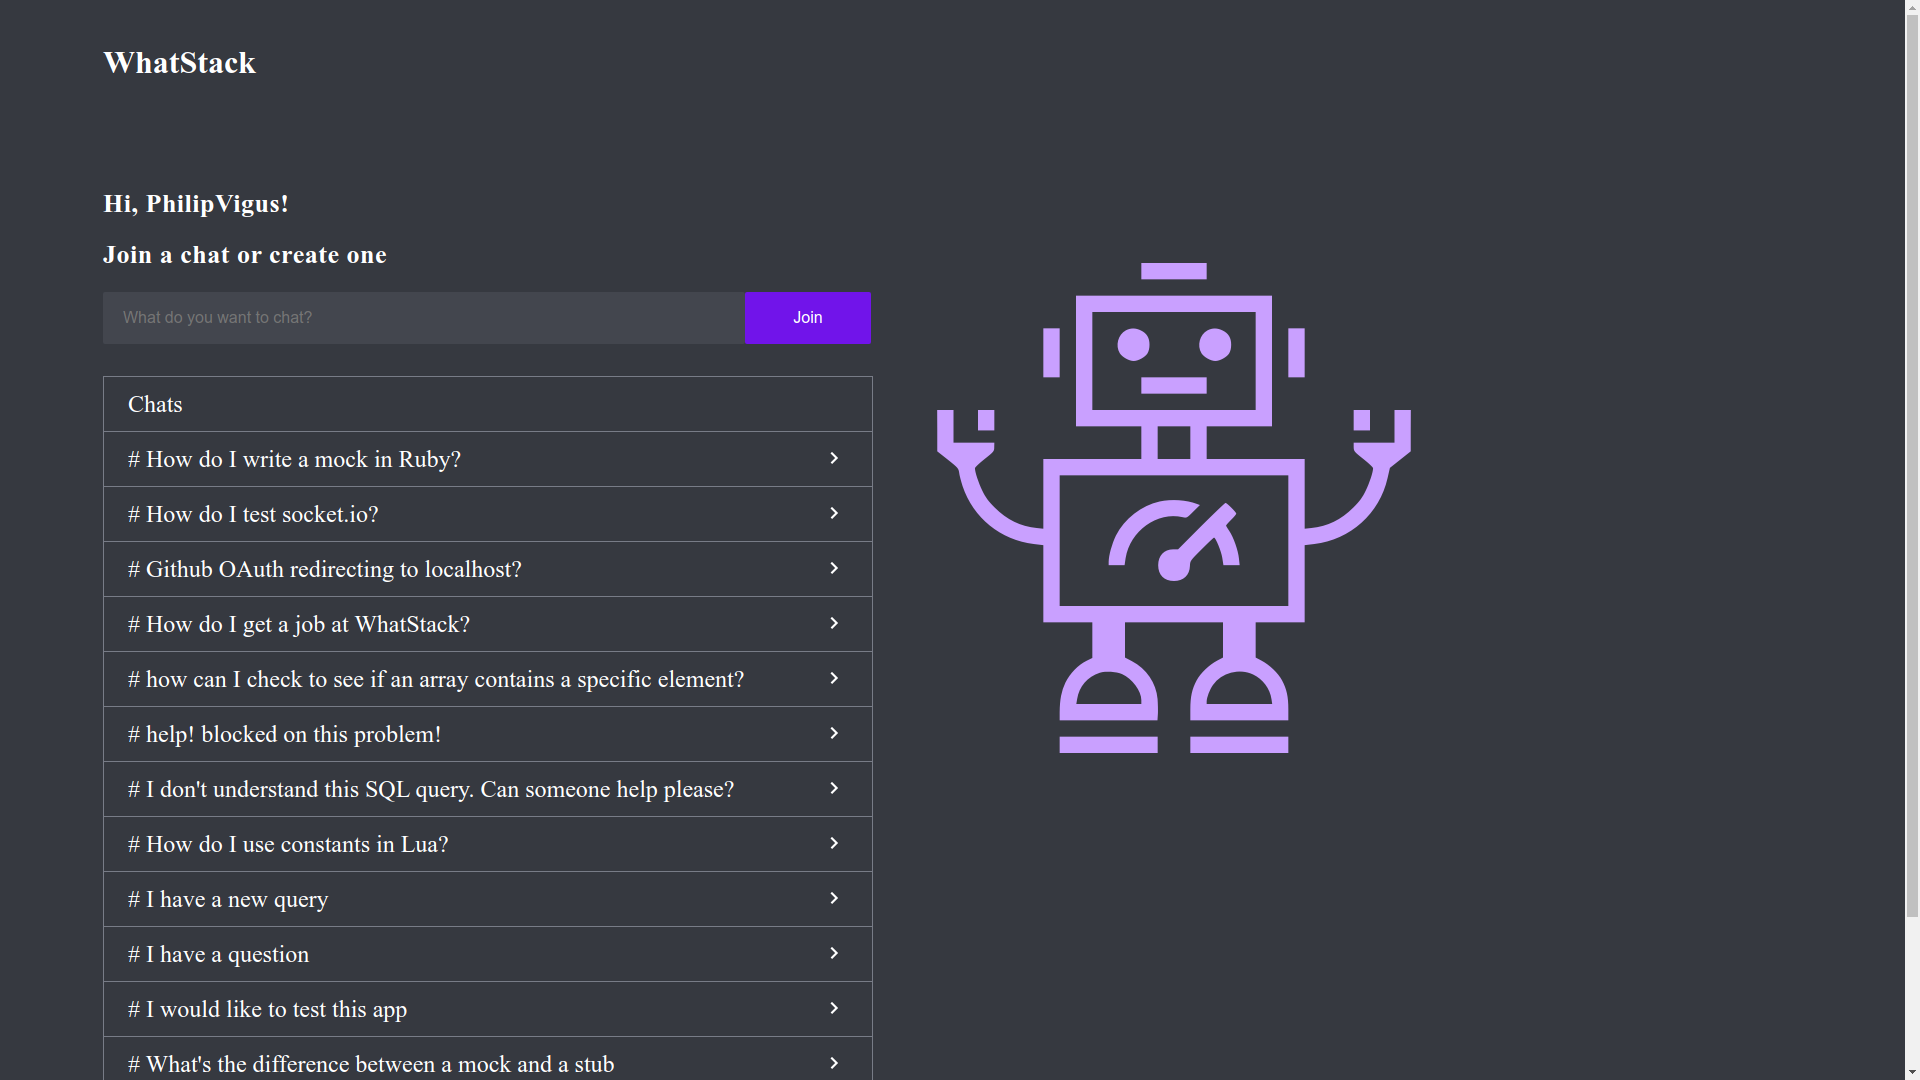 WhatStack
Hi, PhilipVigus!
Join a chat or create one
What do you want to chat?
Join
Chats
# How do I write a mock in Ruby?
# How do I test socket.io?
# Github OAuth redirecting to localhost?
# How do I get a job at WhatStack?
# how can I check to see if an array contains a specific element?
# help! blocked on this problem!
# I don't understand this SQL query. Can someone help please?
# How do I use constants in Lua?
# I have a new query
# I have a question
# I would like to test this app
# What's the difference between a mock and a stub